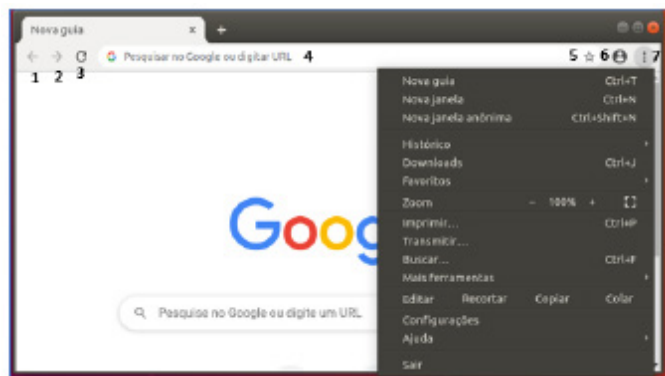 Nova guia x +
Pesquisar no Google ou digitar URL 4 5 6 7
1 2 3
Nova guia Ctrl+T
Nova janela Ctrl+N
Nova janela anônima Ctrl+Shift+N
Histórico
Downloads Ctrl+J
Favoritos
Zoom - 100% +
Imprimir... Ctrl+P
Transmitir...
Buscar... Ctrl+F
Mais ferramentas
Editar Recortar Copiar Colar
Configurações
Ajuda
Sair
Goog
Pesquise no Google ou digite um URL